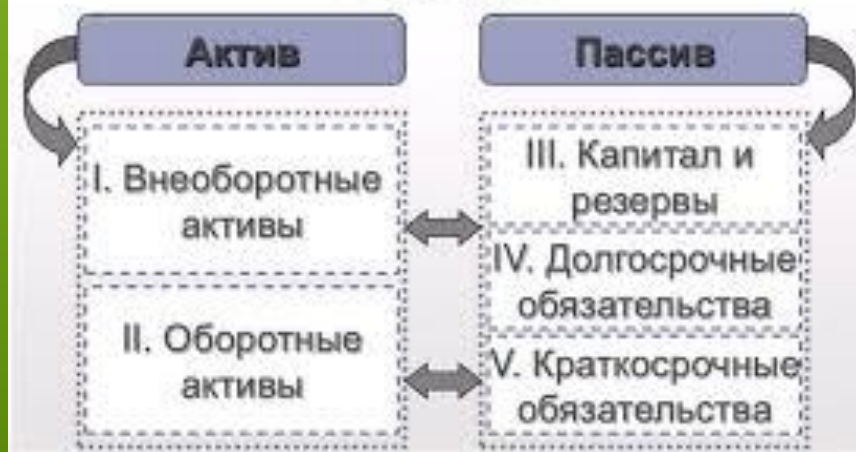 Актив
I. Внеоборотные
активы
II. Оборотные
активы
Пассив
III. Капитал и
резервы
IV. Долгосрочные
обязательства
V. Краткосрочные
обязательства